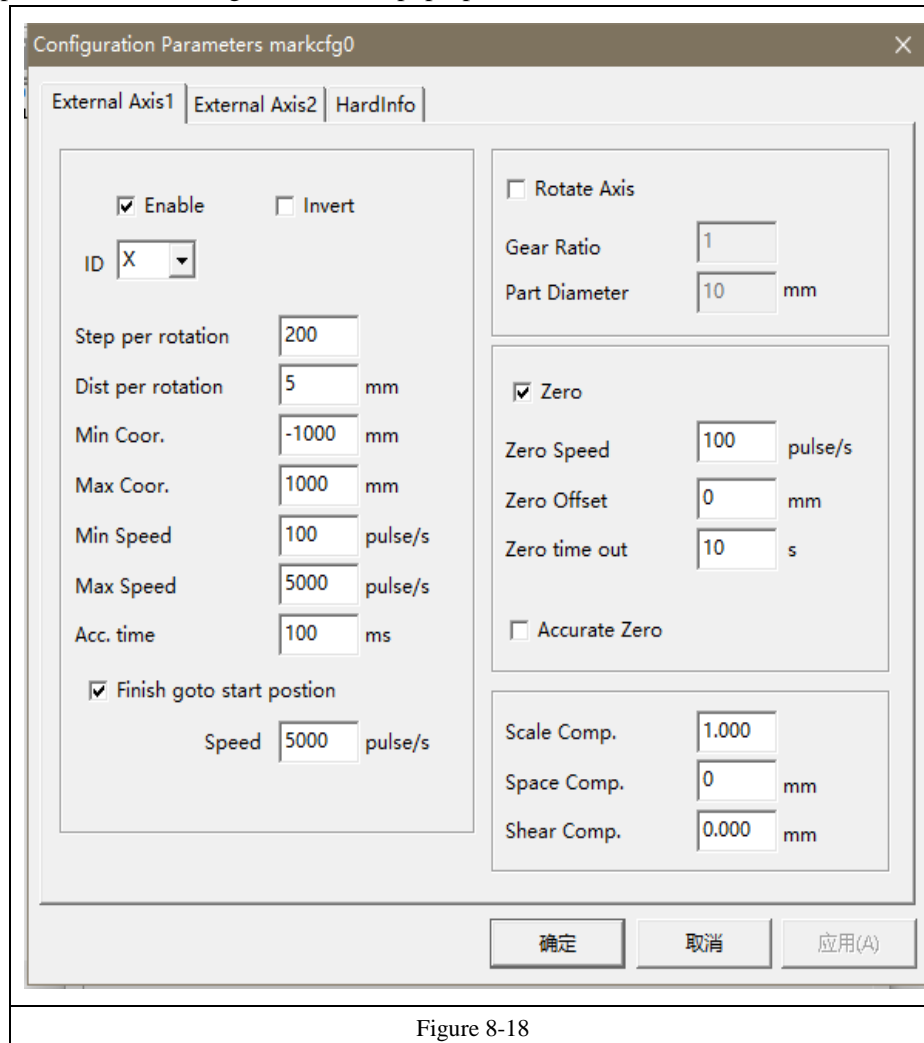 Configuration Parameters markcfg0
External Axis1 External Axis2 HardInfo
Enable Invert
ID X
Step per rotation 200
Dist per rotation 5 mm
Min Coor. -1000 mm
Max Coor. 1000 mm
Min Speed 100 pulse/s
Max Speed 5000 pulse/s
Acc. time 100 ms
Finish goto start postion
Speed 5000 pulse/s
Rotate Axis
Gear Ratio 1
Part Diameter 10 mm
Zero
Zero Speed 100 pulse/s
Zero Offset 0 mm
Zero time out 10 s
Accurate Zero
Scale Comp. 1.000
Space Comp. 0 mm
Shear Comp. 0.000 mm
确定 取消 应用(A)
Figure 8-18